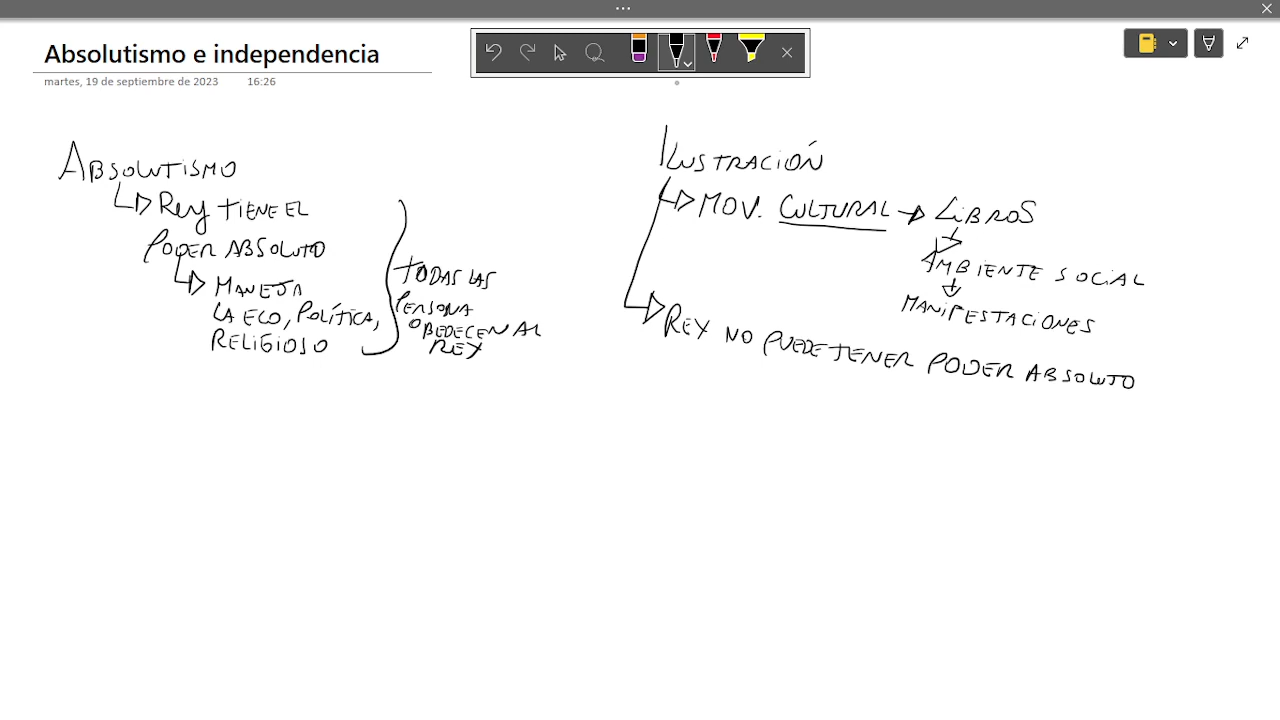 Absolutismo e independencia
martes, 19 de septiembre de 2023 16:26
ABSOLUTISMO
Rey TIENE EL
PODER ABSOLUTO
MANEJA
LA ECO, POLÍTICA,
RELIGIOSO
TODAS LAS
PERSONA
OBEDECEN AL
REY
ILUSTRACIÓN
MOV. CULTURAL → LIBROS
AMBIENTE SOCIAL
MANIFESTACIONES
REY NO PUEDE TENER PODER ABSOLUTO